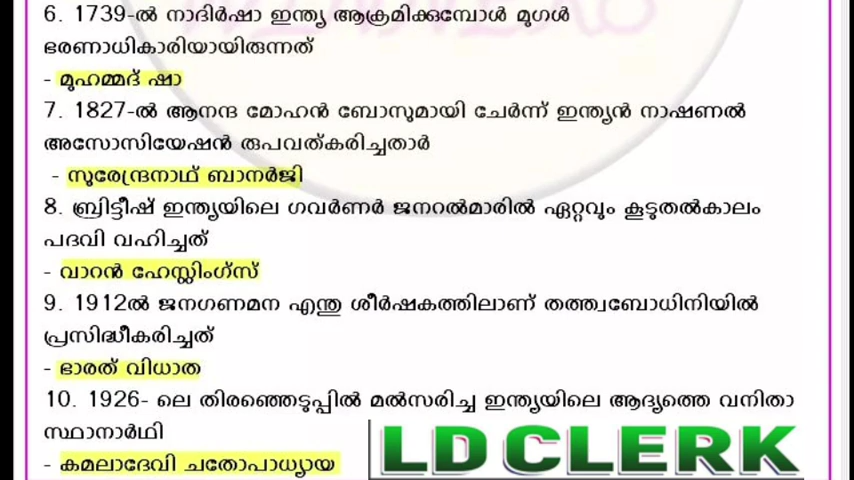 6. 1739-ൽ നാദിർഷാ ഇന്ത്യ ആക്രമിക്കുമ്പോൾ മുഗൾ
ഭരണാധികാരിയായിരുന്നത്
- മുഹമ്മദ് ഷാ
7. 1827-ൽ ആനന്ദ മോഹൻ ബോസുമായി ചേർന്ന് ഇന്ത്യൻ നാഷണൽ
അസോസിയേഷൻ രുപവത്കരിച്ചതാർ
- സുരേന്ദ്രനാഥ് ബാനർജി
8. ബ്രിട്ടീഷ് ഇന്ത്യയിലെ ഗവർണർ ജനറൽമാരിൽ ഏറ്റവും കൂടുതൽകാലം
പദവി വഹിച്ചത്
- വാറൻ ഹേസ്റ്റിംഗ്സ്
9. 1912ൽ ജനഗണമന എന്തു ശീർഷകത്തിലാണ് തത്ത്വബോധിനിയിൽ
പ്രസിദ്ധീകരിച്ചത്
- ഭാരത് വിധാത
10. 1926- ലെ തിരഞ്ഞെടുപ്പിൽ മൽസരിച്ച ഇന്ത്യയിലെ ആദ്യത്തെ വനിതാ
സ്ഥാനാർഥി
- കമലാദേവി ചതോപാധ്യായ
LD CLERK